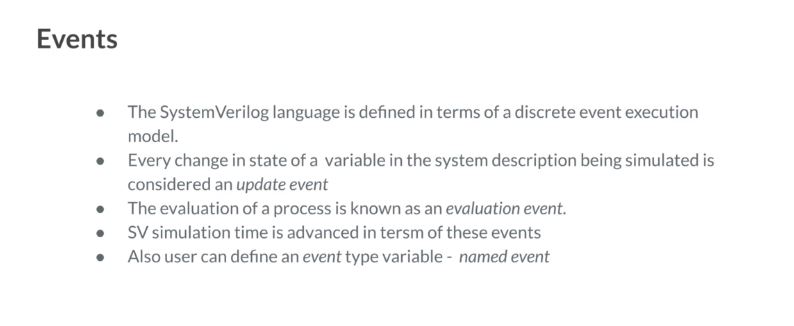 Events
● The SystemVerilog language is defined in terms of a discrete event execution
model.
● Every change in state of a variable in the system description being simulated is
considered an update event
● The evaluation of a process is known as an evaluation event.
● SV simulation time is advanced in tersm of these events
● Also user can define an event type variable - named event